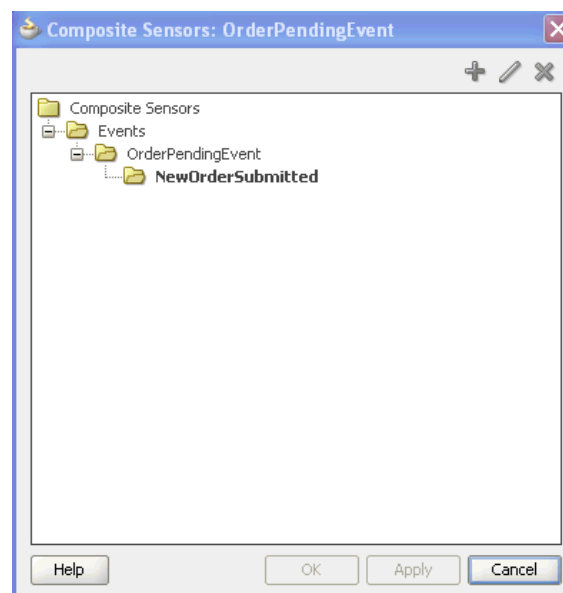 Composite Sensors: OrderPendingEvent
Composite Sensors
Events
OrderPendingEvent
NewOrderSubmitted
Help OK Apply Cancel